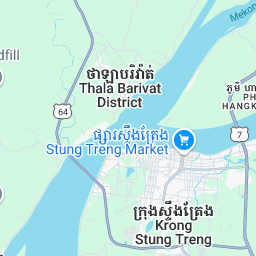 Mekon
dfill
ថាឡាបរិវ៉ាត់
Thala Barivat
District
ភូមិ ហា
PH
HANGK
64
7
ផ្សារស្ទឹងត្រែង
Stung Treng Market
ក្រុងស្ទឹងត្រែង
Krong
Stung Treng